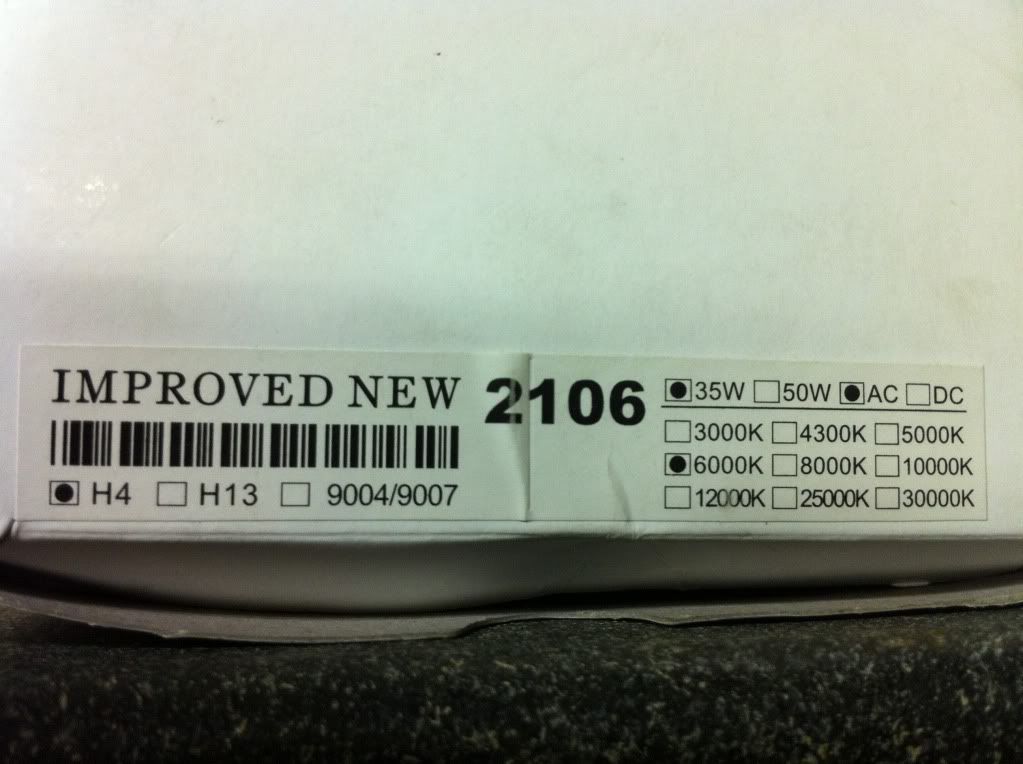 IMPROVED NEW 2106
H4 H13 9004/9007
35W 50W AC DC
3000K 4300K 5000K
6000K 8000K 10000K
12000K 25000K 30000K